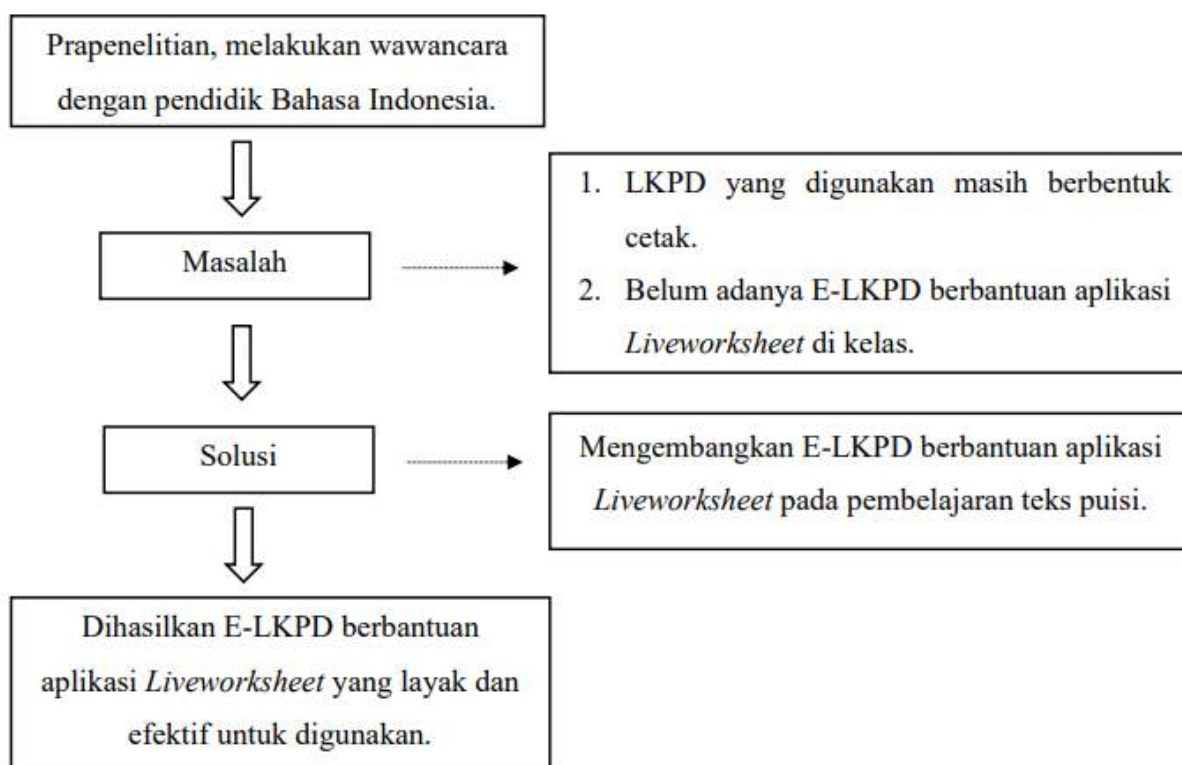 Prapenelitian, melakukan wawancara
dengan pendidik Bahasa Indonesia.
Masalah
1. LKPD yang digunakan masih berbentuk
cetak.
2. Belum adanya E-LKPD berbantuan aplikasi
Liveworksheet di kelas.
Solusi
Mengembangkan E-LKPD berbantuan aplikasi
Liveworksheet pada pembelajaran teks puisi.
Dihasilkan E-LKPD berbantuan
aplikasi Liveworksheet yang layak dan
efektif untuk digunakan.